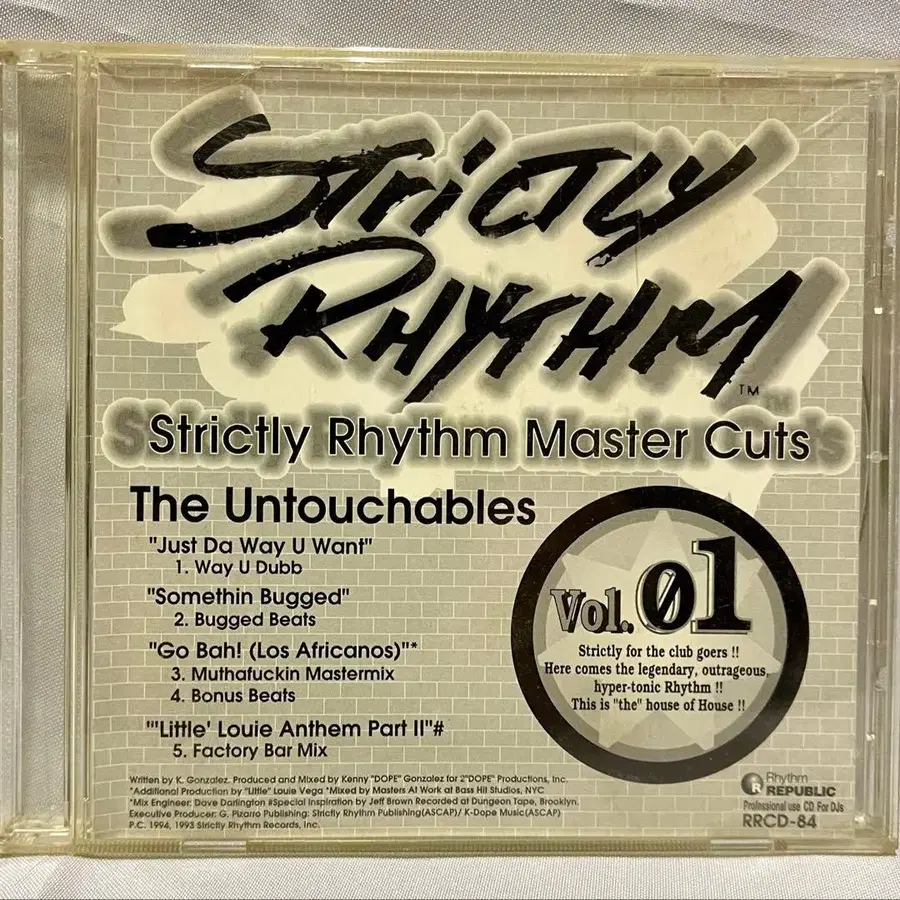 Strictly
Rhythm
TM
Strictly Rhythm Master Cuts
The Untouchables
"Just Da Way U Want"
1. Way U Dubb
"Somethin Bugged"
2. Bugged Beats
"Go Bah! (Los Africanos)"*
3. Muthafuckin Mastermix
4. Bonus Beats
"'Little' Louie Anthem Part II"#
5. Factory Bar Mix
Vol. 01
Strictly for the club goers !!
Here comes the legendary, outrageous,
hyper-tonic Rhythm !!
This is "the" house of House !!
Written by K. Gonzalez. Produced and Mixed by Kenny "DOPE" Gonzalez for 2"DOPE" Productions, Inc.
*Additional Production by "Little" Louie Vega *Mixed by Masters At Work at Bass Hit Studios, NYC
*Mix Engineer: Dave Darlington #Special Inspiration by Jeff Brown Recorded at Dungeon Tape, Brooklyn.
Executive Producer: G. Pizarro Publishing: Strictly Rhythm Publishing(ASCAP)/ K-Dope Music(ASCAP)
P.C. 1994, 1993 Strictly Rhythm Records, Inc.
R
Rhythm
REPUBLIC
Professional use CD For DJs
RRCD-84